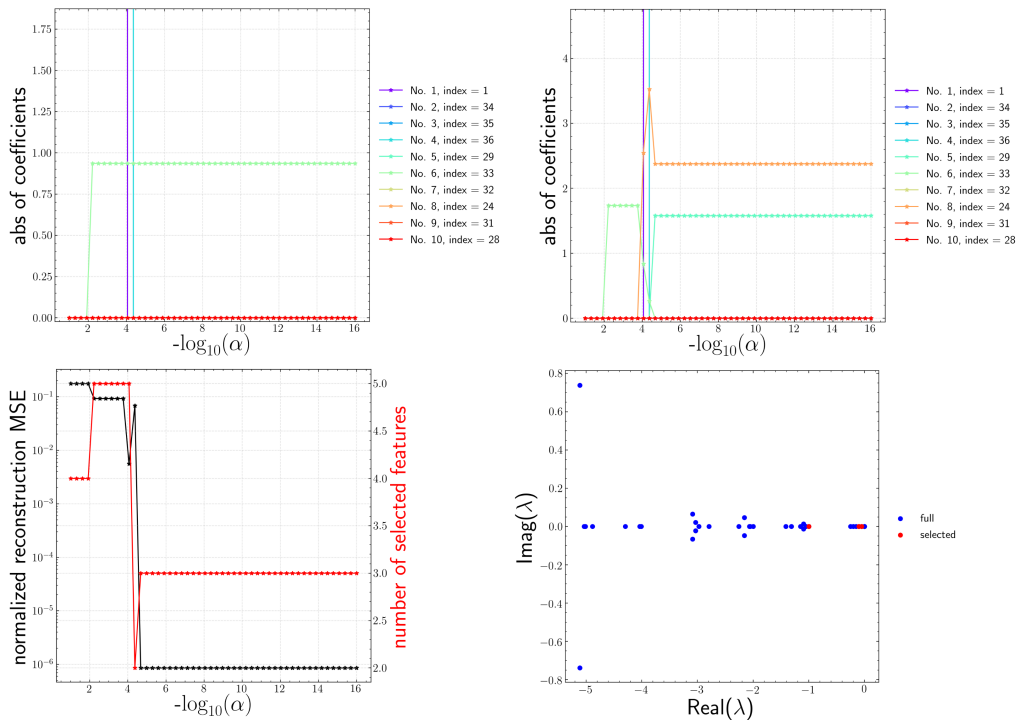 abs of coefficients
1.75
1.50
1.25
1.00
0.75
0.50
0.25
0.00
2 4 6 8 10 12 14 16
-log10(α)
No. 1, index = 1
No. 2, index = 34
No. 3, index = 35
No. 4, index = 36
No. 5, index = 29
No. 6, index = 33
No. 7, index = 32
No. 8, index = 24
No. 9, index = 31
No. 10, index = 28
abs of coefficients
4
3
2
1
0
2 4 6 8 10 12 14 16
-log10(α)
No. 1, index = 1
No. 2, index = 34
No. 3, index = 35
No. 4, index = 36
No. 5, index = 29
No. 6, index = 33
No. 7, index = 32
No. 8, index = 24
No. 9, index = 31
No. 10, index = 28
normalized reconstruction MSE
10⁻¹
10⁻²
10⁻³
10⁻⁴
10⁻⁵
10⁻⁶
2 4 6 8 10 12 14 16
-log10(α)
5.0
4.5
4.0
3.5
3.0
2.5
2.0
number of selected features
Imag(λ)
0.8
0.6
0.4
0.2
0.0
−0.2
−0.4
−0.6
−0.8
−5 −4 −3 −2 −1 0
Real(λ)
full
selected